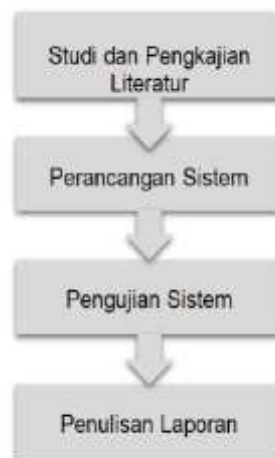 Studi dan Pengkajian
Literatur
Perancangan Sistem
Pengujian Sistem
Penulisan Laporan